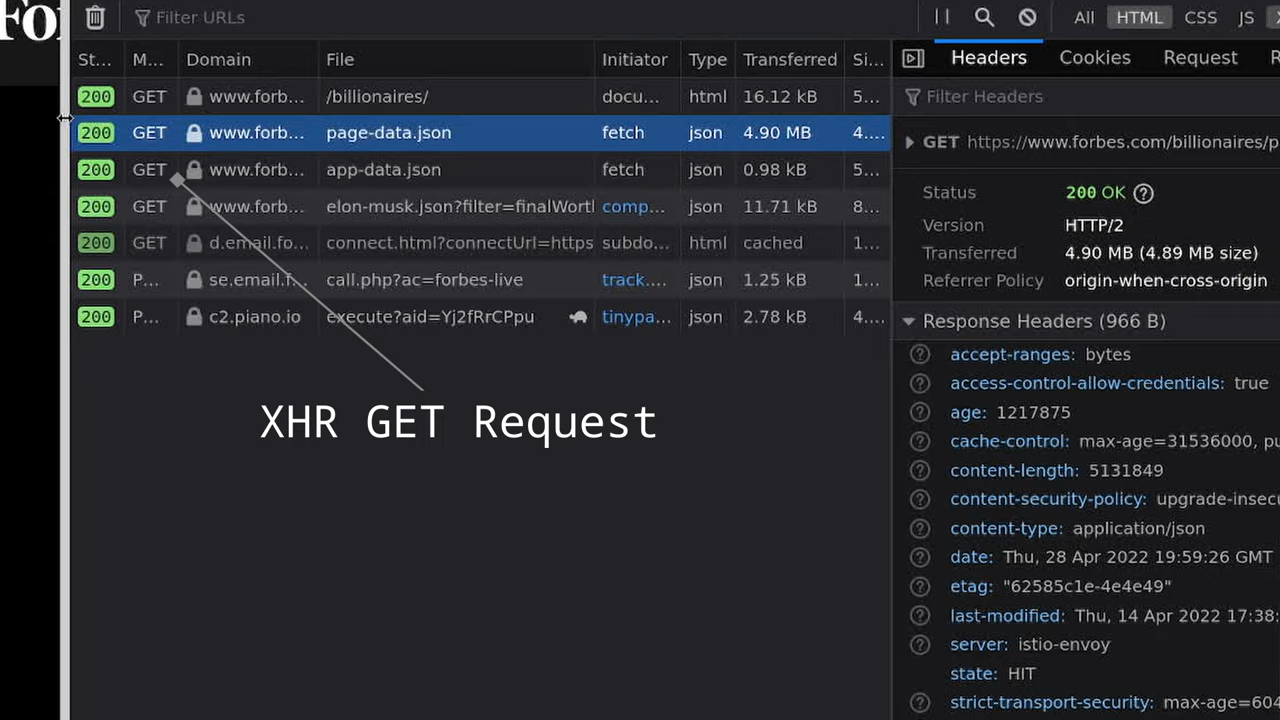 For
Filter URLs All HTML CSS JS
St... M... Domain File Initiator Type Transferred Si...
200 GET www.forb... /billionaires/ docu... html 16.12 kB 5...
200 GET www.forb... page-data.json fetch json 4.90 MB 4....
200 GET www.forb... app-data.json fetch json 0.98 kB 5...
200 GET www.forb... elon-musk.json?filter=finalWort comp... json 11.71 kB 8...
200 GET d.email.fo... connect.html?connectUrl=https subdo... html cached 1...
200 P... se.email.f... call.php?ac=forbes-live track.... json 1.25 kB 1...
200 P... c2.piano.io execute?aid=Yj2fRrCPpu tinypa... json 2.78 kB 4....
XHR GET Request
Headers Cookies Request R
Filter Headers
GET https://www.forbes.com/billionaires/p
Status 200 OK ?
Version HTTP/2
Transferred 4.90 MB (4.89 MB size)
Referrer Policy origin-when-cross-origin
Response Headers (966 B)
? accept-ranges: bytes
? access-control-allow-credentials: true
? age: 1217875
? cache-control: max-age=31536000, pu
? content-length: 5131849
? content-security-policy: upgrade-insecu
? content-type: application/json
? date: Thu, 28 Apr 2022 19:59:26 GMT
? etag: "62585c1e-4e4e49"
? last-modified: Thu, 14 Apr 2022 17:38:
? server: istio-envoy
state: HIT
? strict-transport-security: max-age=604